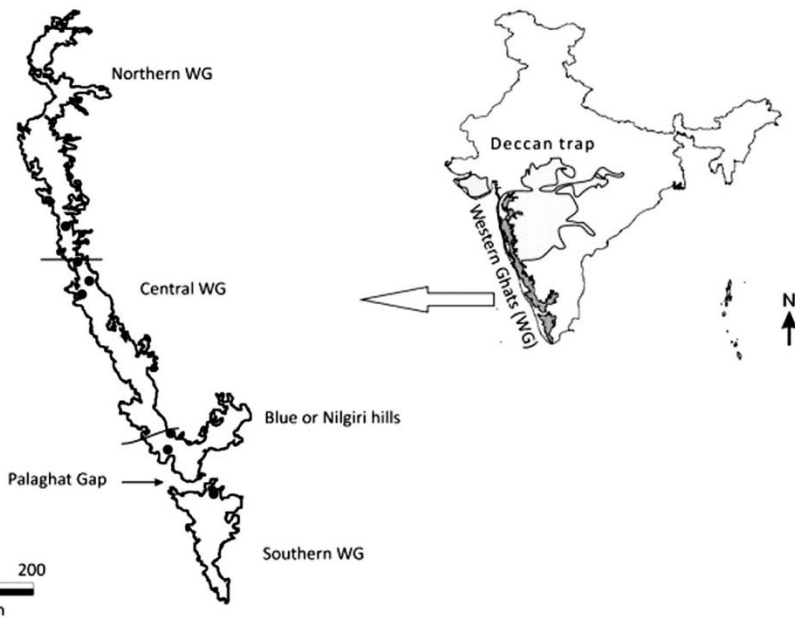 Northern WG
Central WG
Blue or Nilgiri hills
Palaghat Gap
Southern WG
200
Deccan trap
Western Ghats (WG)
N